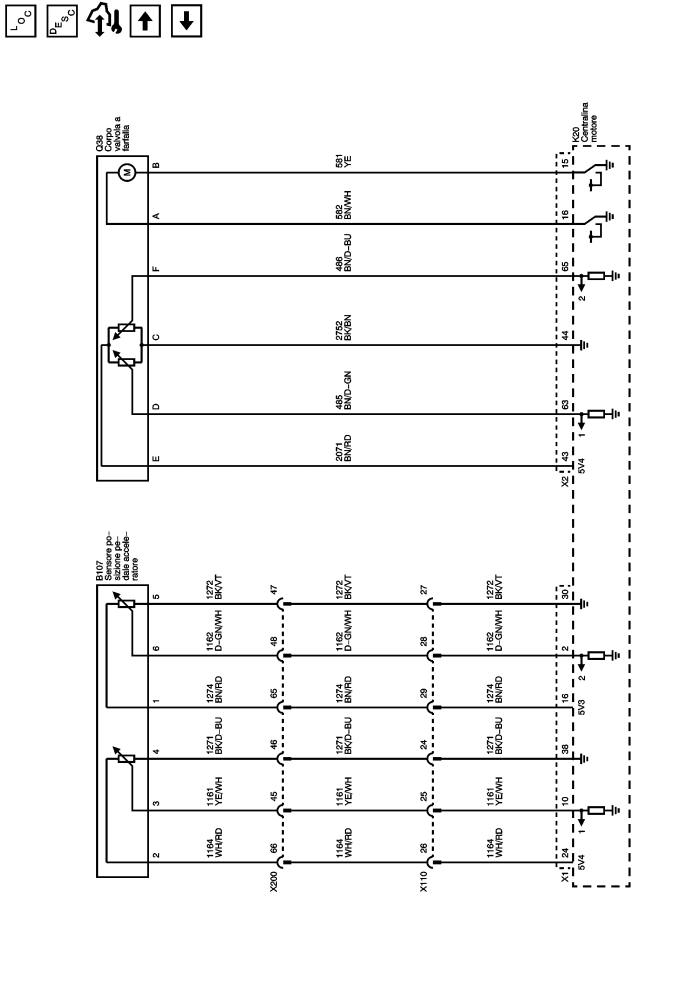 LOC
DESC
Q38
Corpo
valvola a
farfalla
M
B
A
F
C
D
E
581
YE
582
BN/WH
486
BN/D-BU
2752
BK/BN
485
BN/D-GN
2071
BN/RD
K20
Centralina
motore
15
16
65
44
63
43
X2
2
1
5V4
B107
Sensore po-
sizione pe-
dale accele-
ratore
5
6
1
4
3
2
1272
BK/VT
1162
D-GN/WH
1274
BN/RD
1271
BK/D-BU
1161
YE/WH
1164
WH/RD
47
48
65
46
45
66
X200
1272
BK/VT
1162
D-GN/WH
1274
BN/RD
1271
BK/D-BU
1161
YE/WH
1164
WH/RD
27
28
29
24
25
26
X110
1272
BK/VT
1162
D-GN/WH
1274
BN/RD
1271
BK/D-BU
1161
YE/WH
1164
WH/RD
30
2
16
38
10
24
X1
2
5V3
1
5V4